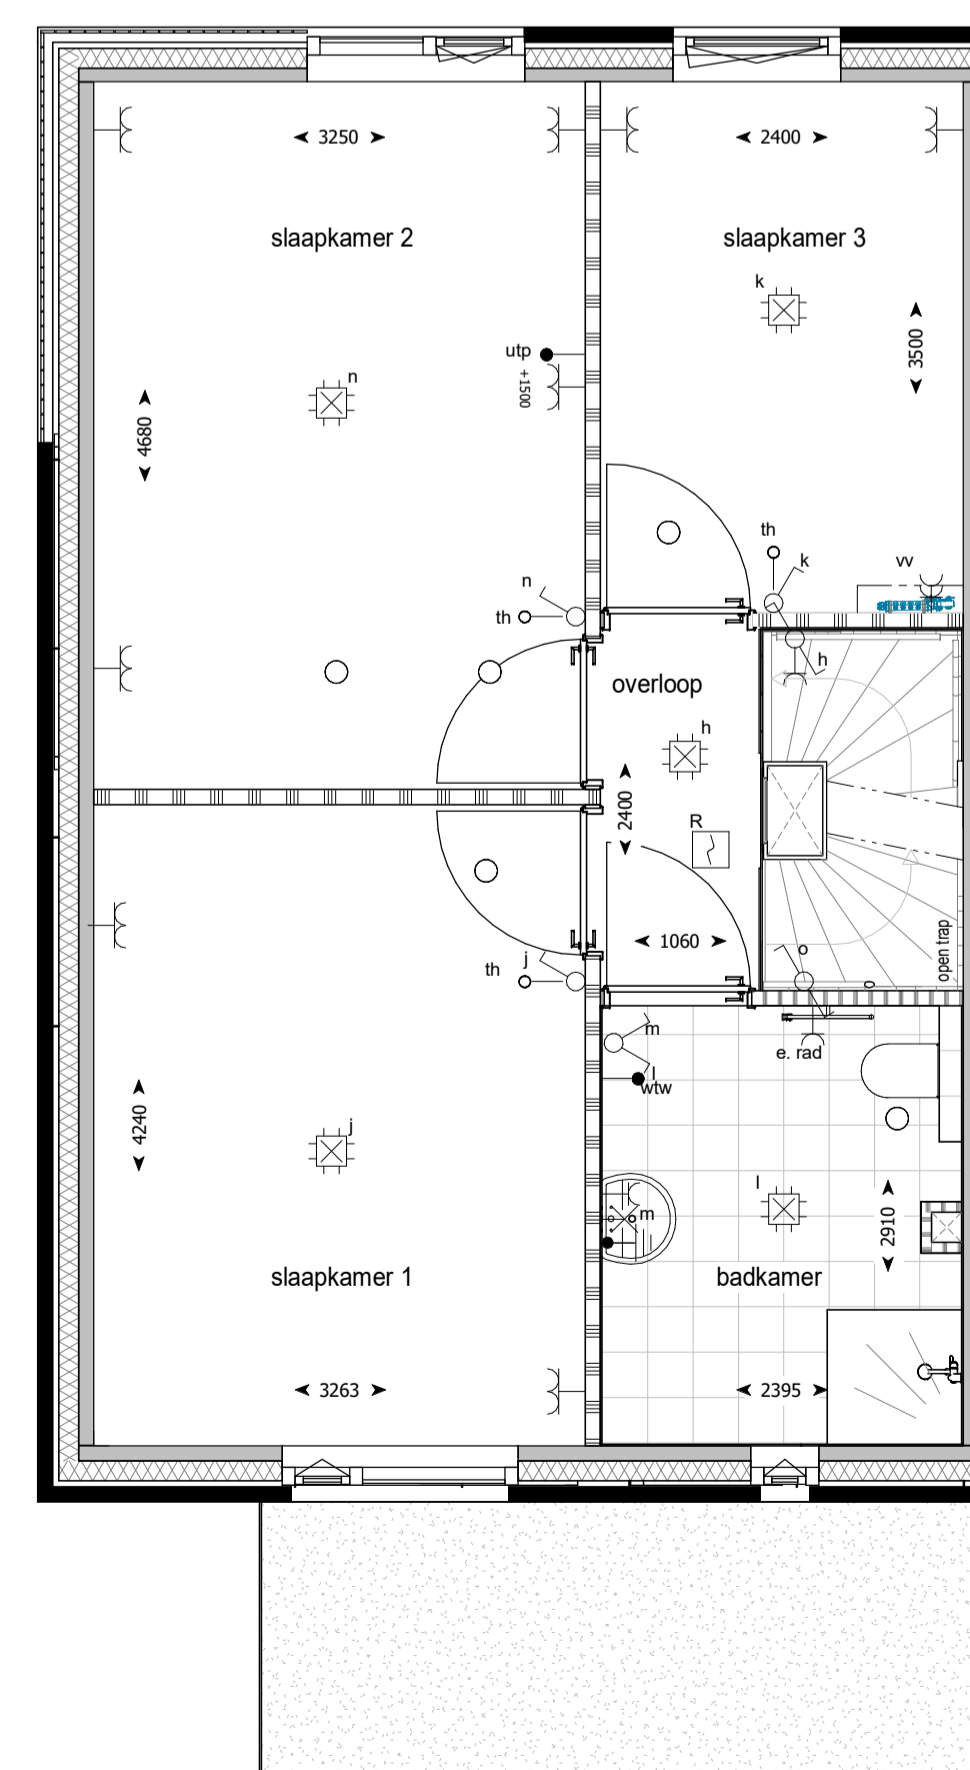 3250
2400
slaapkamer 2
slaapkamer 3
k
3500
utp
+1500
n
4680
th
k
vv
n
th
h
overloop
h
2400
R
1060
o
open trap
j
th
m
e. rad
l
wtw
4240
j
l
m
2910
slaapkamer 1
badkamer
3263
2395